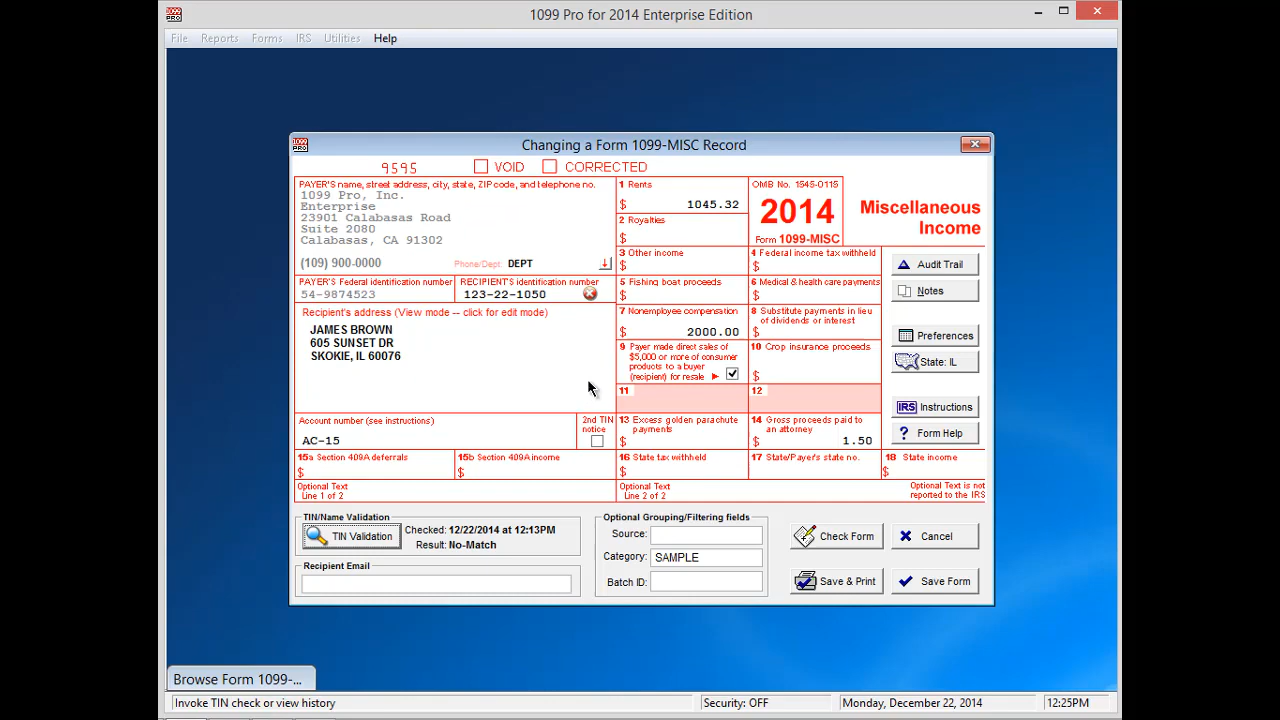 1099 Pro for 2014 Enterprise Edition
File Reports Forms IRS Utilities Help
1099 PRO
Changing a Form 1099-MISC Record
9595 VOID CORRECTED
PAYER'S name, street address, city, state, ZIP code, and telephone no.
1099 Pro, Inc.
Enterprise
23901 Calabasas Road
Suite 2080
Calabasas, CA 91302
(109) 900-0000 Phone/Dept: DEPT
1 Rents
$ 1045.32
2 Royalties
$
OMB No. 1545-0115
2014
Form 1099-MISC
Miscellaneous
Income
3 Other income
$
4 Federal income tax withheld
$
PAYER'S Federal identification number
54-9874523
RECIPIENT'S identification number
123-22-1050
5 Fishing boat proceeds
$
6 Medical & health care payments
$
Recipient's address (View mode -- click for edit mode)
JAMES BROWN
605 SUNSET DR
SKOKIE, IL 60076
7 Nonemployee compensation
$ 2000.00
8 Substitute payments in lieu
of dividends or interest
$
9 Payer made direct sales of
$5,000 or more of consumer
products to a buyer
(recipient) for resale
10 Crop insurance proceeds
$
11
12
Account number (see instructions)
AC-15
2nd TIN
notice
13 Excess golden parachute
payments
$
14 Gross proceeds paid to
an attorney
$ 1.50
15a Section 409A deferrals
$
15b Section 409A income
$
16 State tax withheld
$
17 State/Payer's state no.
18 State income
$
Optional Text
Line 1 of 2
Optional Text
Line 2 of 2
Optional Text is not
reported to the IRS
Audit Trail
Notes
Preferences
State: IL
IRS Instructions
? Form Help
TIN/Name Validation
TIN Validation
Checked: 12/22/2014 at 12:13PM
Result: No-Match
Recipient Email
Optional Grouping/Filtering fields
Source:
Category: SAMPLE
Batch ID:
Check Form
Cancel
Save & Print
Save Form
Browse Form 1099-...
Invoke TIN check or view history
Security: OFF
Monday, December 22, 2014
12:25PM